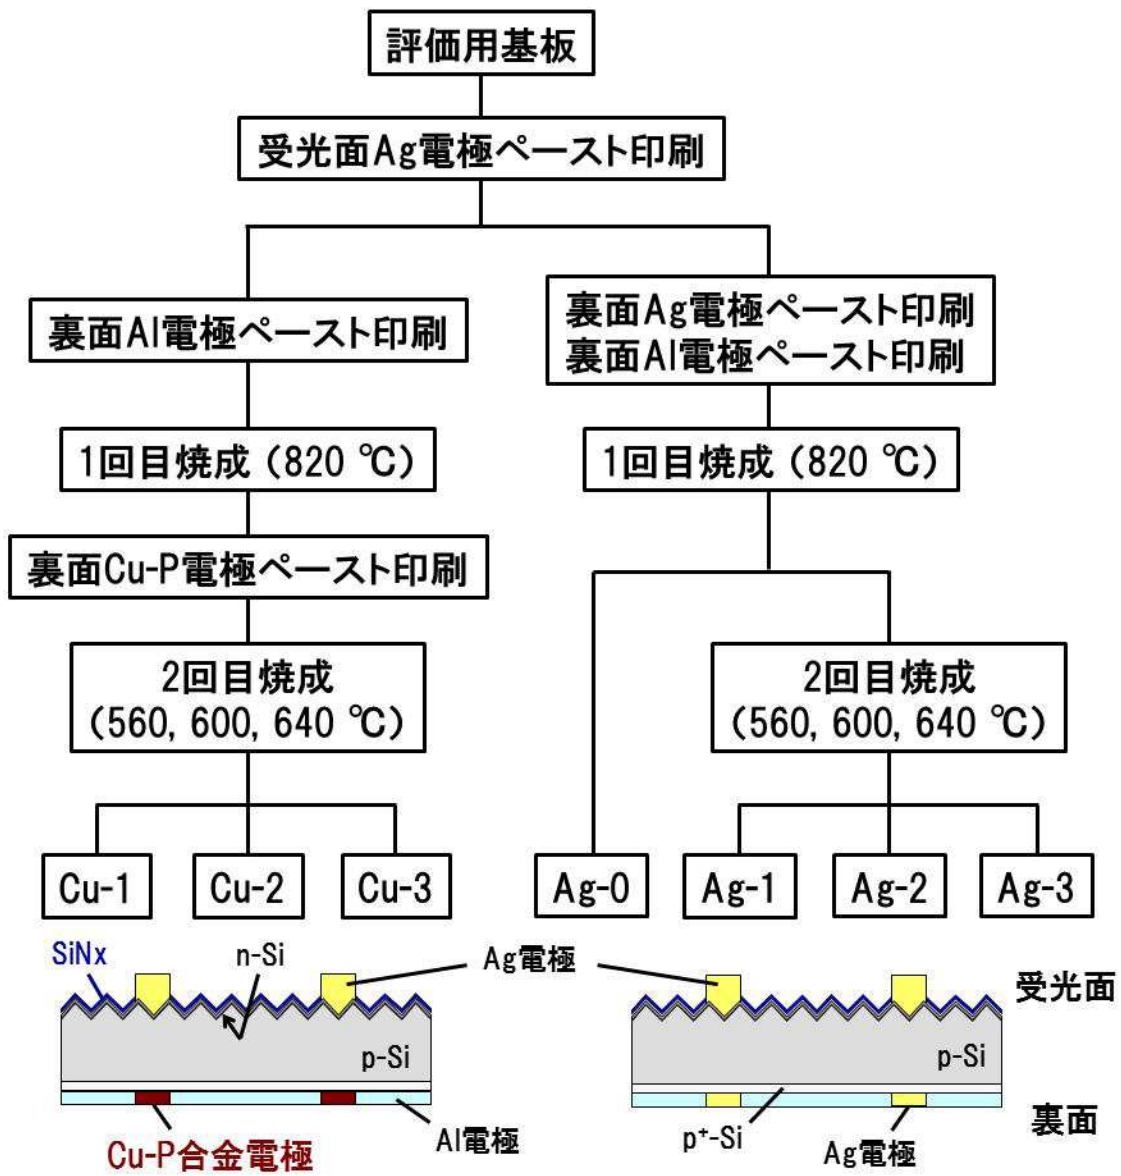 評価用基板
受光面Ag電極ペースト印刷
裏面Al電極ペースト印刷
裏面Ag電極ペースト印刷
裏面Al電極ペースト印刷
1回目焼成（820 ℃）
1回目焼成（820 ℃）
裏面Cu-P電極ペースト印刷
2回目焼成
（560, 600, 640 ℃）
2回目焼成
（560, 600, 640 ℃）
Cu-1
Cu-2
Cu-3
Ag-0
Ag-1
Ag-2
Ag-3
SiNx
n-Si
Ag電極
受光面
p-Si
p-Si
Cu-P合金電極
Al電極
p⁺-Si
Ag電極
裏面